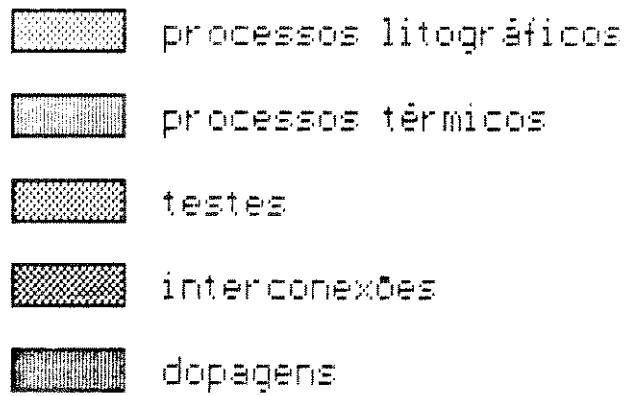 processos litográficos
processos térmicos
testes
interconexões
dopagens